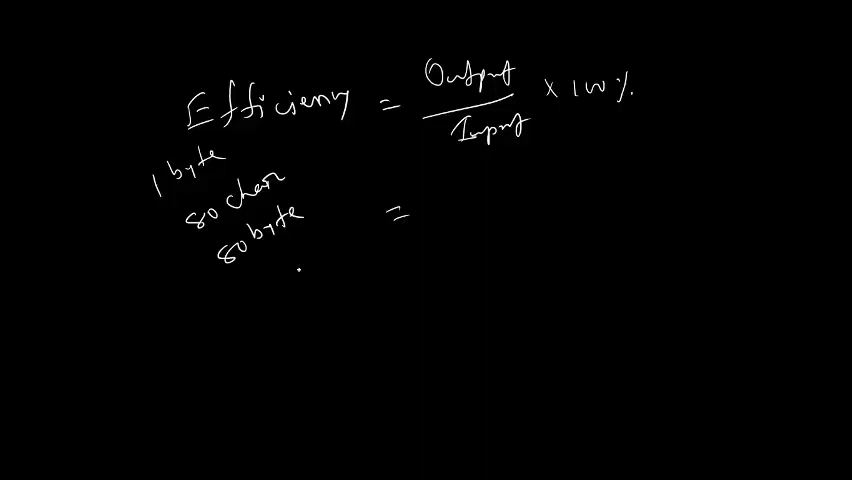 Efficiency = Output / Input × 100%
1 byte
80 char
80 byte =